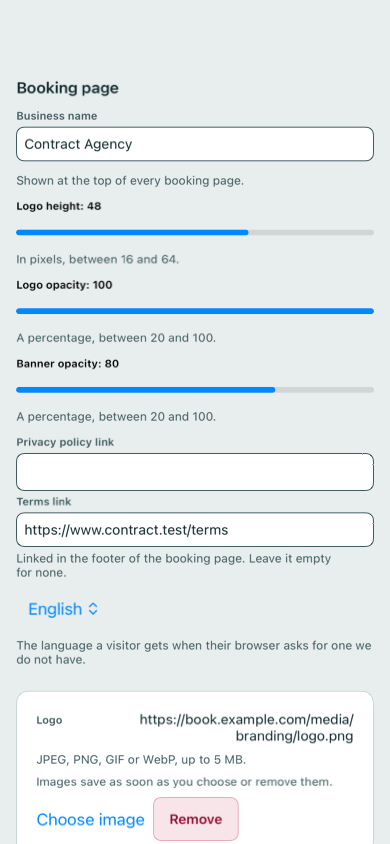 Booking page
Business name
Contract Agency
Shown at the top of every booking page.
Logo height: 48
In pixels, between 16 and 64.
Logo opacity: 100
A percentage, between 20 and 100.
Banner opacity: 80
A percentage, between 20 and 100.
Privacy policy link
Terms link
https://www.contract.test/terms
Linked in the footer of the booking page. Leave it empty
for none.
English
The language a visitor gets when their browser asks for one we
do not have.
Logo
https://book.example.com/media/
branding/logo.png
JPEG, PNG, GIF or WebP, up to 5 MB.
Images save as soon as you choose or remove them.
Choose image
Remove